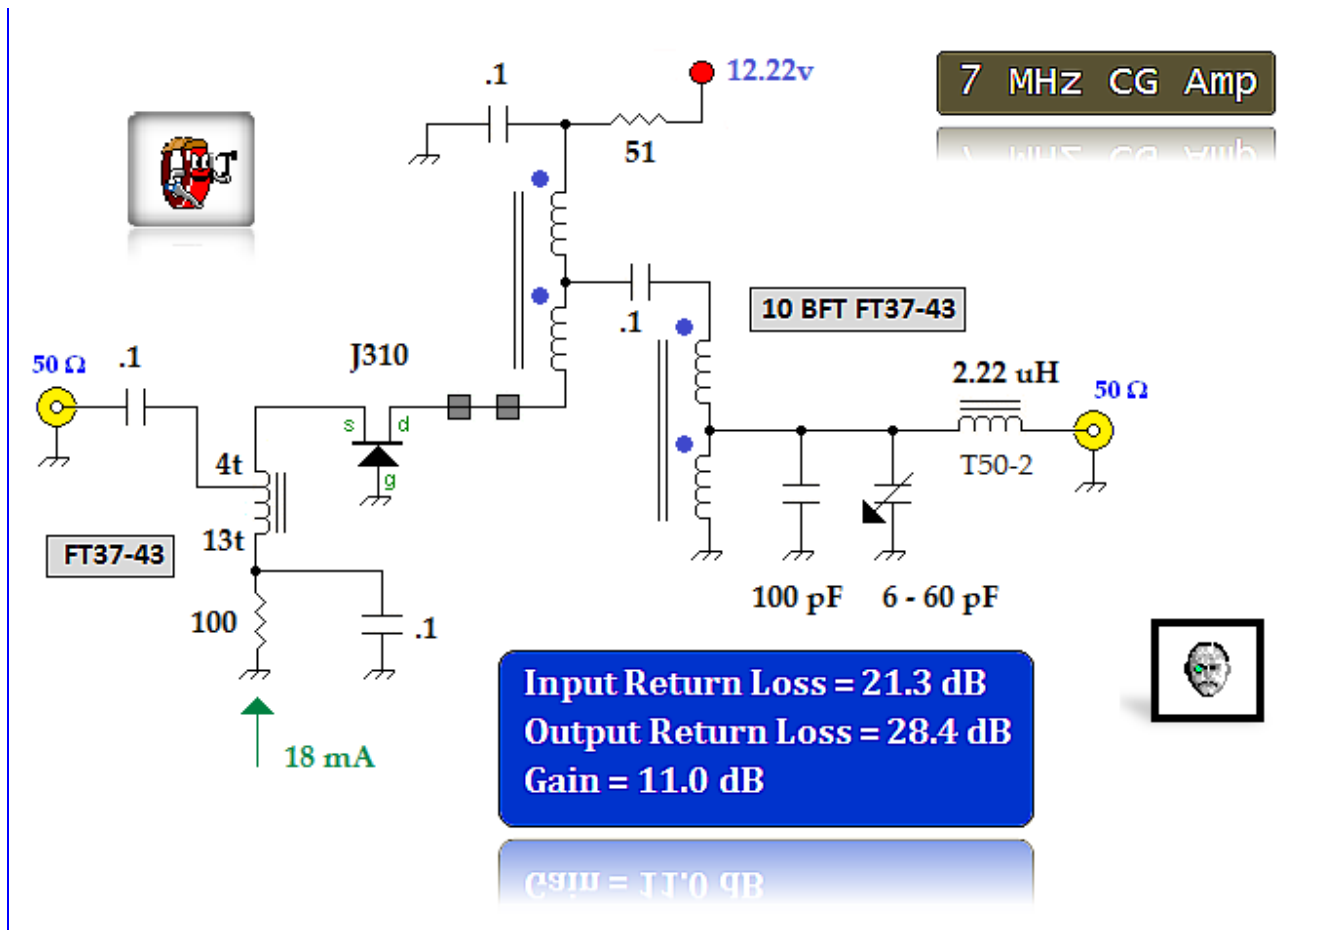 7 MHz CG Amp
.1
12.22v
51
.1
10 BFT FT37-43
50 Ω
.1
J310
s
d
g
2.22 uH
50 Ω
T50-2
4t
13t
FT37-43
100
.1
100 pF
6 - 60 pF
18 mA
Input Return Loss = 21.3 dB
Output Return Loss = 28.4 dB
Gain = 11.0 dB